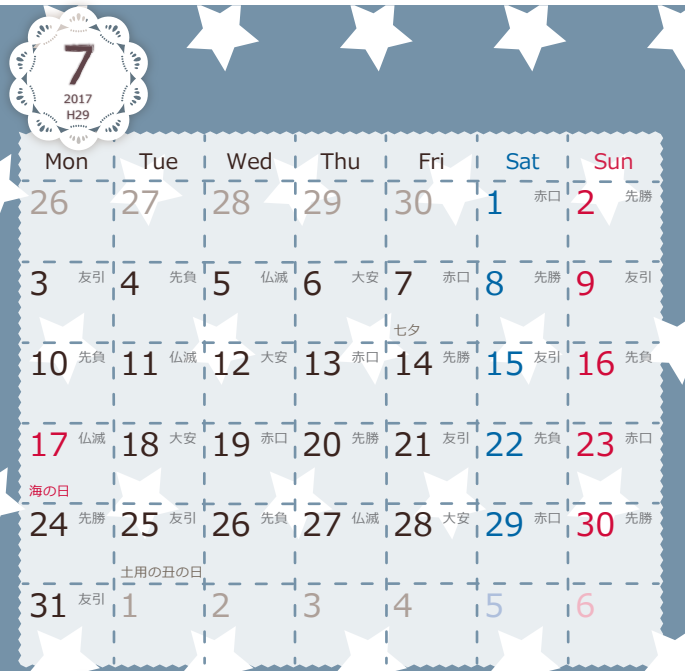 7
2017
H29
Mon Tue Wed Thu Fri Sat Sun
26 27 28 29 30 1 赤口 2 先勝
3 友引 4 先負 5 仏滅 6 大安 7 赤口 8 先勝 9 友引
七夕
10 先負 11 仏滅 12 大安 13 赤口 14 先勝 15 友引 16 先負
17 仏滅 18 大安 19 赤口 20 先勝 21 友引 22 先負 23 赤口
海の日
24 先勝 25 友引 26 先負 27 仏滅 28 大安 29 赤口 30 先勝
土用の丑の日
31 友引 1 2 3 4 5 6